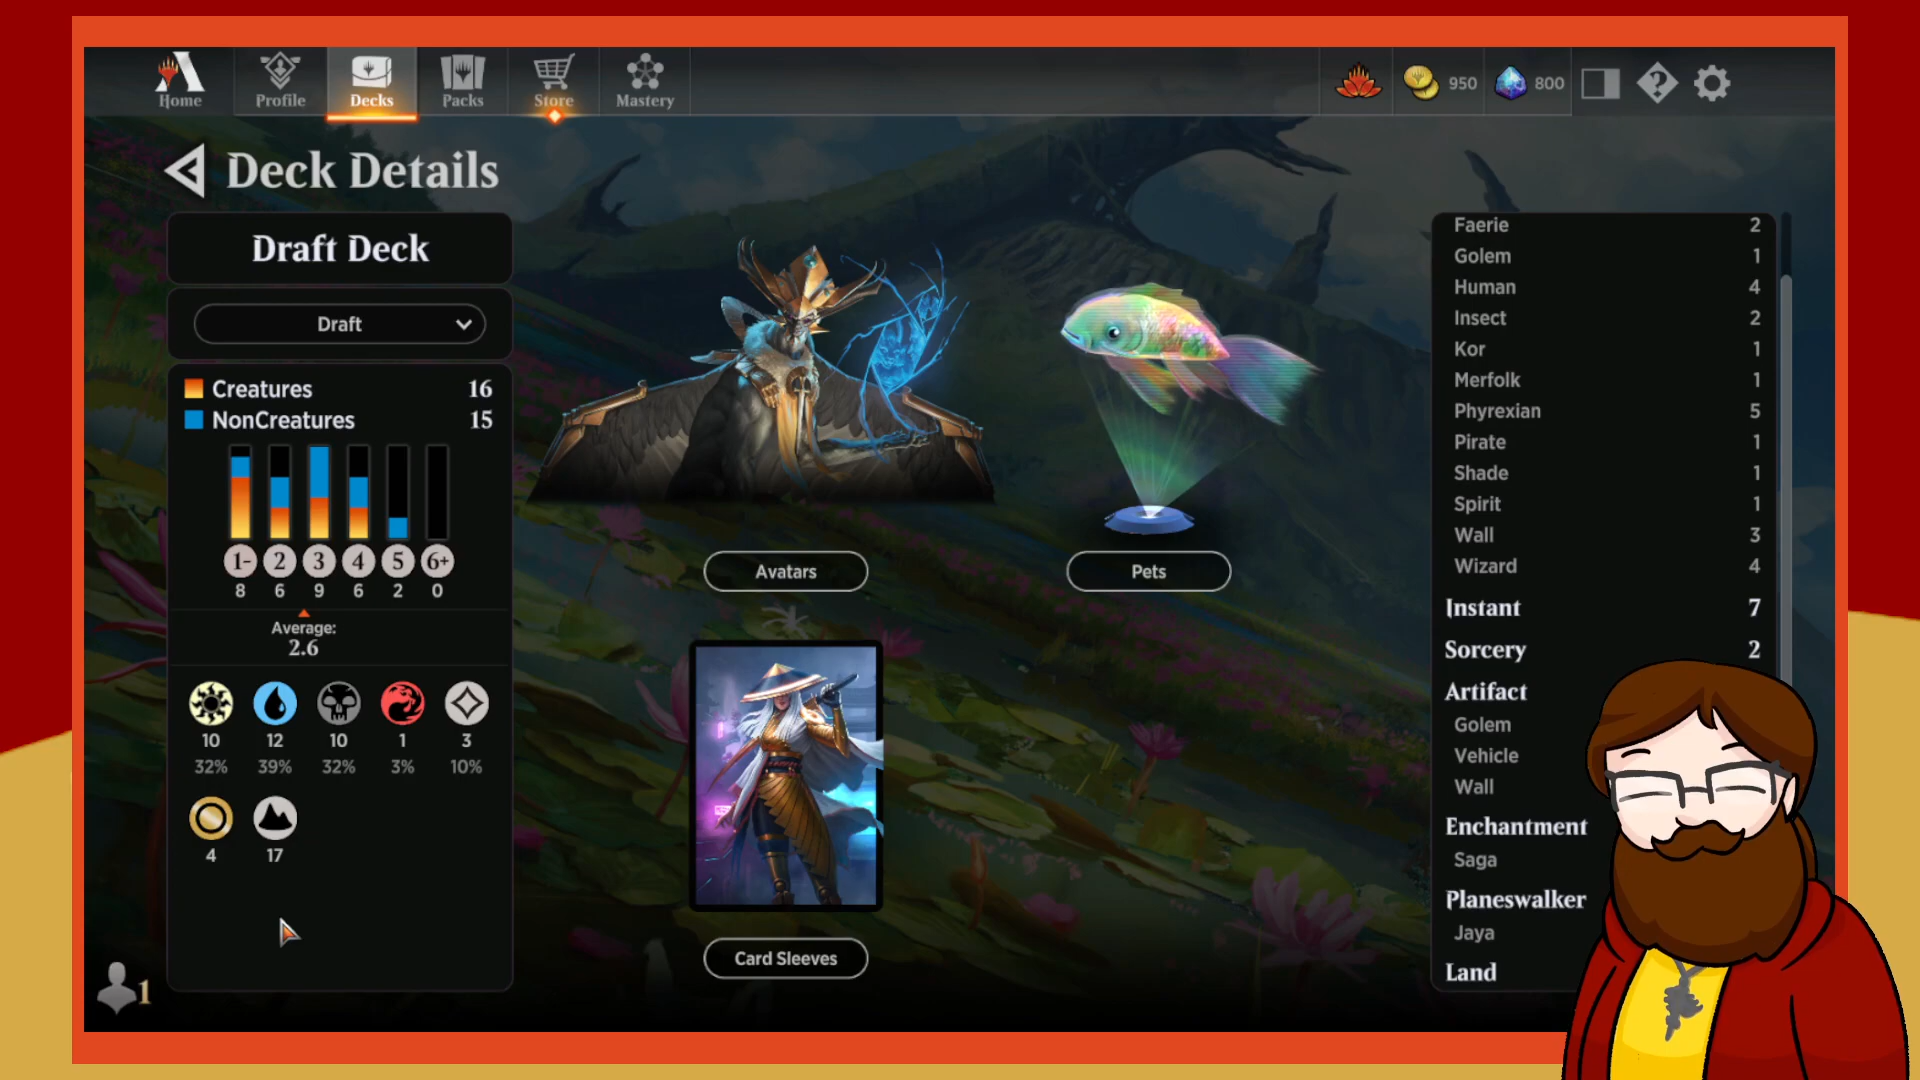 Home Profile Decks Packs Store Mastery 950 800
Deck Details
Draft Deck
Draft
Creatures 16
NonCreatures 15
1- 2 3 4 5 6+
8 6 9 6 2 0
Average:
2.6
10 12 10 1 3
32% 39% 32% 3% 10%
4 17
1
Avatars
Pets
Card Sleeves
Faerie 2
Golem 1
Human 4
Insect 2
Kor 1
Merfolk 1
Phyrexian 5
Pirate 1
Shade 1
Spirit 1
Wall 3
Wizard 4
Instant 7
Sorcery 2
Artifact
Golem
Vehicle
Wall
Enchantment
Saga
Planeswalker
Jaya
Land